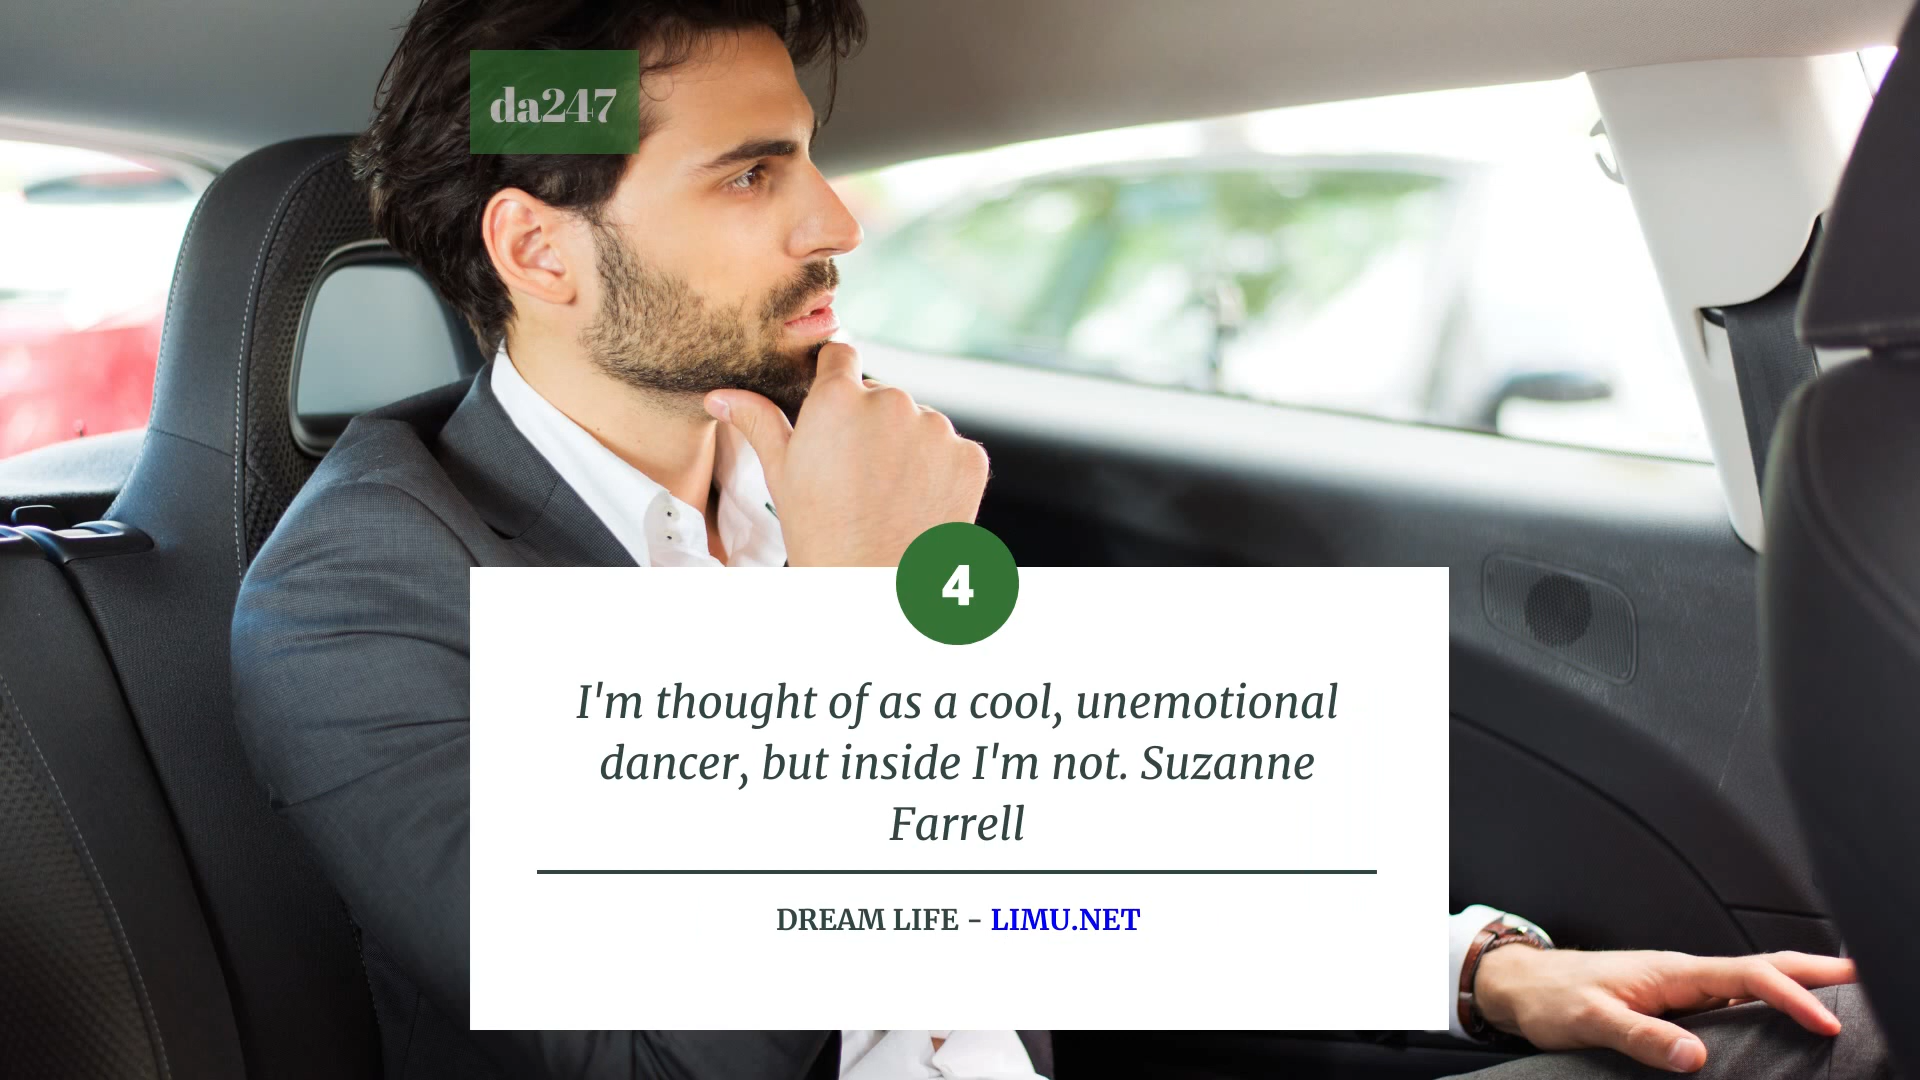 da247
4
I'm thought of as a cool, unemotional
dancer, but inside I'm not. Suzanne
Farrell
DREAM LIFE - LIMU.NET